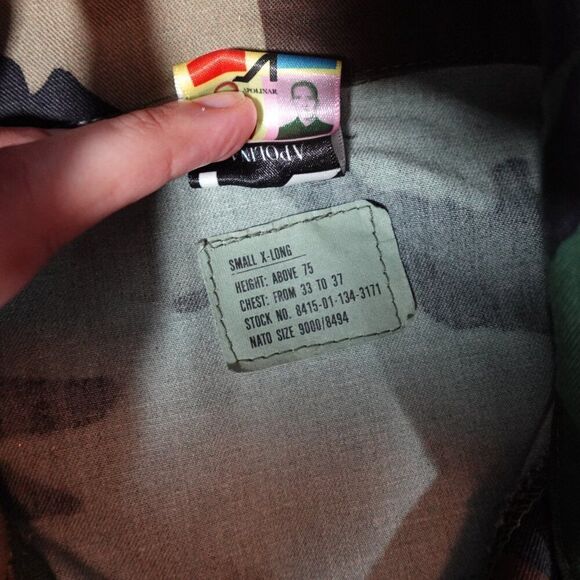 APOLINAR
APOLINA
SMALL X-LONG
HEIGHT: ABOVE 75
CHEST: FROM 33 TO 37
STOCK NO. 8415-01-134-3171
NATO SIZE 9000/8494